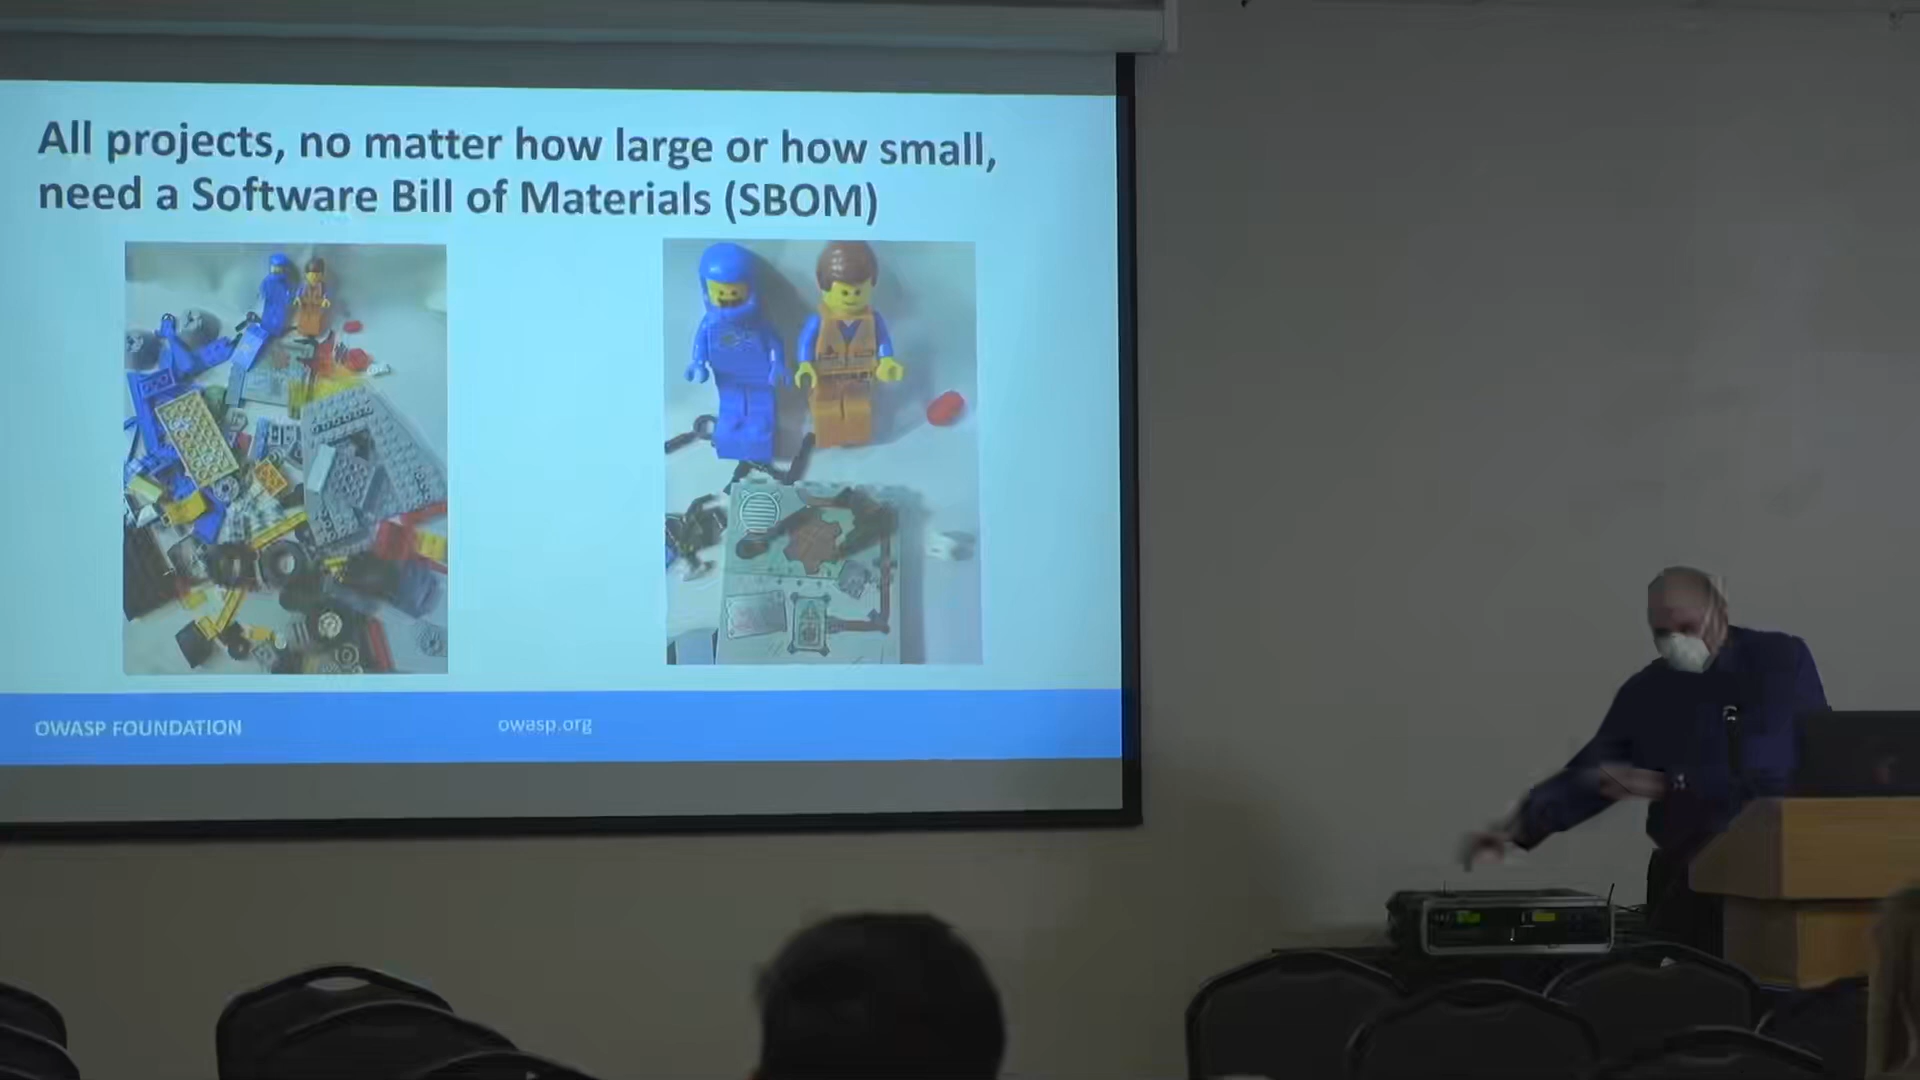 All projects, no matter how large or how small,
need a Software Bill of Materials (SBOM)
OWASP FOUNDATION
owasp.org